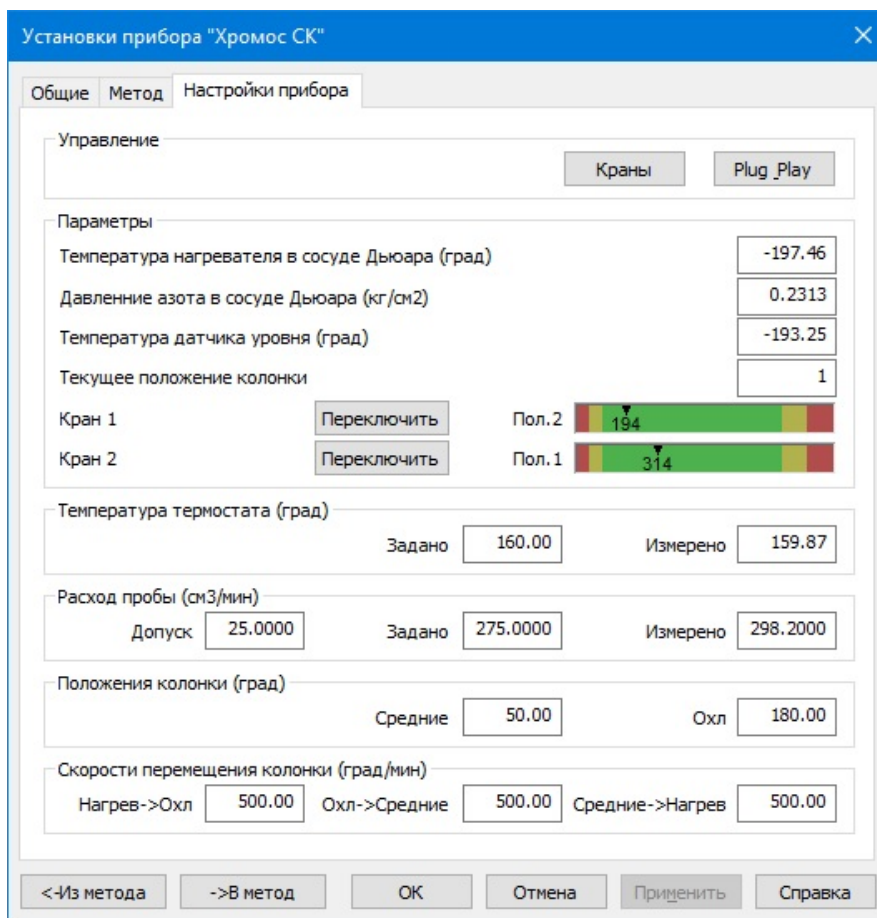 Установки прибора "Хромос СК"
Общие Метод Настройки прибора
Управление
Краны Plug_Play
Параметры
Температура нагревателя в сосуде Дьюара (град) -197.46
Давленние азота в сосуде Дьюара (кг/см2) 0.2313
Температура датчика уровня (град) -193.25
Текущее положение колонки 1
Кран 1 Переключить Пол.2 194
Кран 2 Переключить Пол.1 314
Температура термостата (град)
Задано 160.00 Измерено 159.87
Расход пробы (см3/мин)
Допуск 25.0000 Задано 275.0000 Измерено 298.2000
Положения колонки (град)
Средние 50.00 Охл 180.00
Скорости перемещения колонки (град/мин)
Нагрев->Охл 500.00 Охл->Средние 500.00 Средние->Нагрев 500.00
<-Из метода ->В метод ОК Отмена Применить Справка